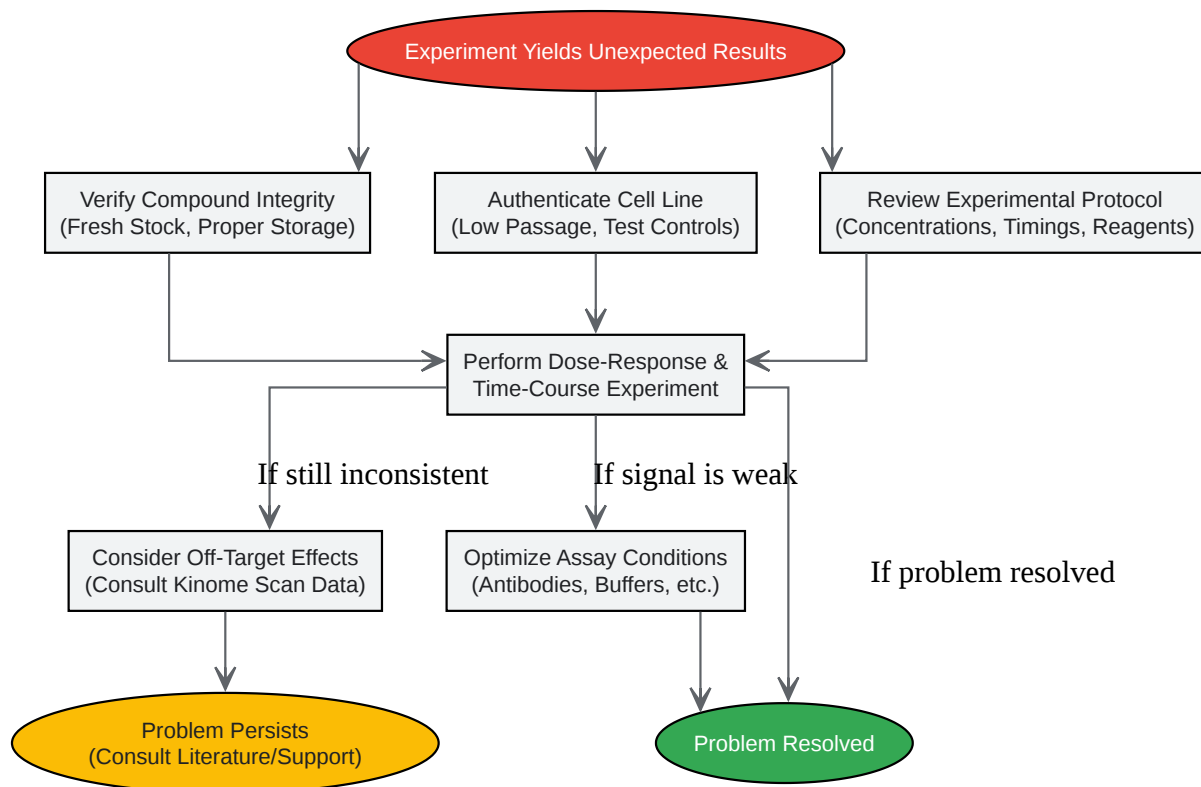 Experiment Yields Unexpected Results
Verify Compound Integrity
(Fresh Stock, Proper Storage)
Authenticate Cell Line
(Low Passage, Test Controls)
Review Experimental Protocol
(Concentrations, Timings, Reagents)
Perform Dose-Response &
Time-Course Experiment
If still inconsistent
If signal is weak
If problem resolved
Consider Off-Target Effects
(Consult Kinome Scan Data)
Optimize Assay Conditions
(Antibodies, Buffers, etc.)
Problem Persists
(Consult Literature/Support)
Problem Resolved